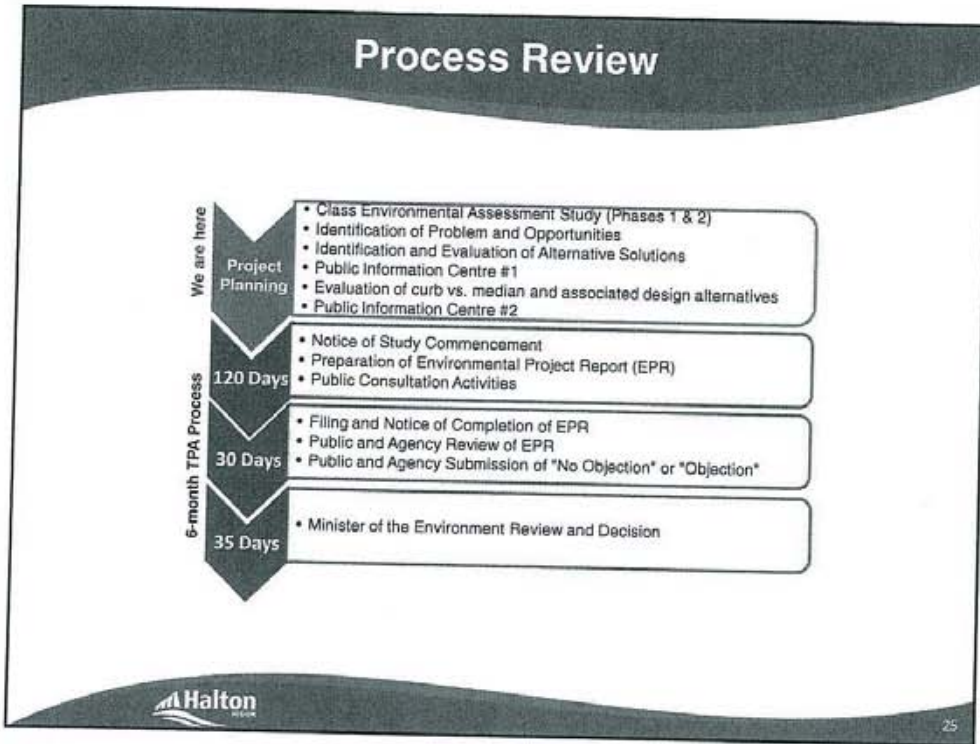 Process Review
We are here
Project
Planning
• Class Environmental Assessment Study (Phases 1 & 2)
• Identification of Problem and Opportunities
• Identification and Evaluation of Alternative Solutions
• Public Information Centre #1
• Evaluation of curb vs. median and associated design alternatives
• Public Information Centre #2
6-month TPA Process
120 Days
• Notice of Study Commencement
• Preparation of Environmental Project Report (EPR)
• Public Consultation Activities
30 Days
• Filing and Notice of Completion of EPR
• Public and Agency Review of EPR
• Public and Agency Submission of "No Objection" or "Objection"
35 Days
• Minister of the Environment Review and Decision
Halton
REGION
25